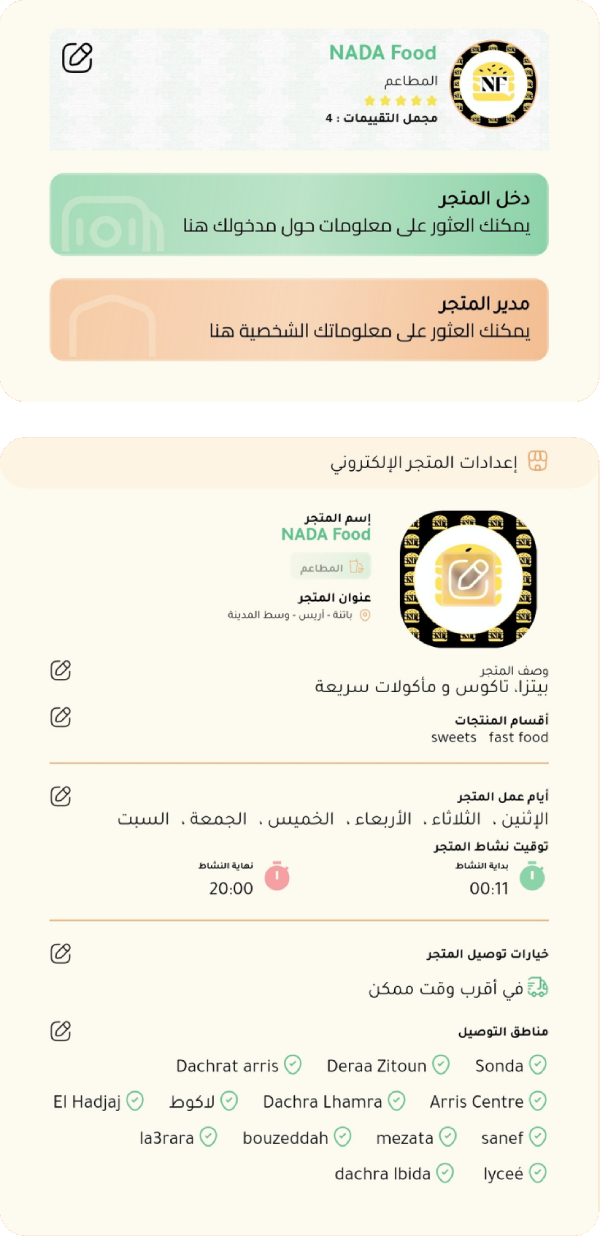 NADA Food
المطاعم
مجمل التقييمات : 4
NF
دخل المتجر
يمكنك العثور على معلومات حول مدخولك هنا
مدير المتجر
يمكنك العثور على معلوماتك الشخصية هنا
إعدادات المتجر الإلكتروني
إسم المتجر
NADA Food
المطاعم
عنوان المتجر
باتنة - أريس - وسط المدينة
وصف المتجر
بيتزا، تاكوس و مأكولات سريعة
أقسام المنتجات
sweets fast food
أيام عمل المتجر
الإثنين ، الثلاثاء ، الأربعاء ، الخميس ، الجمعة ، السبت
توقيت نشاط المتجر
بداية النشاط نهاية النشاط
00:11 20:00
خيارات توصيل المتجر
في أقرب وقت ممكن
مناطق التوصيل
Sonda Deraa Zitoun Dachrat arris
Arris Centre Dachra Lhamra لاكوط El Hadjaj
sanef mezata bouzeddah la3rara
lyceé dachra lbida